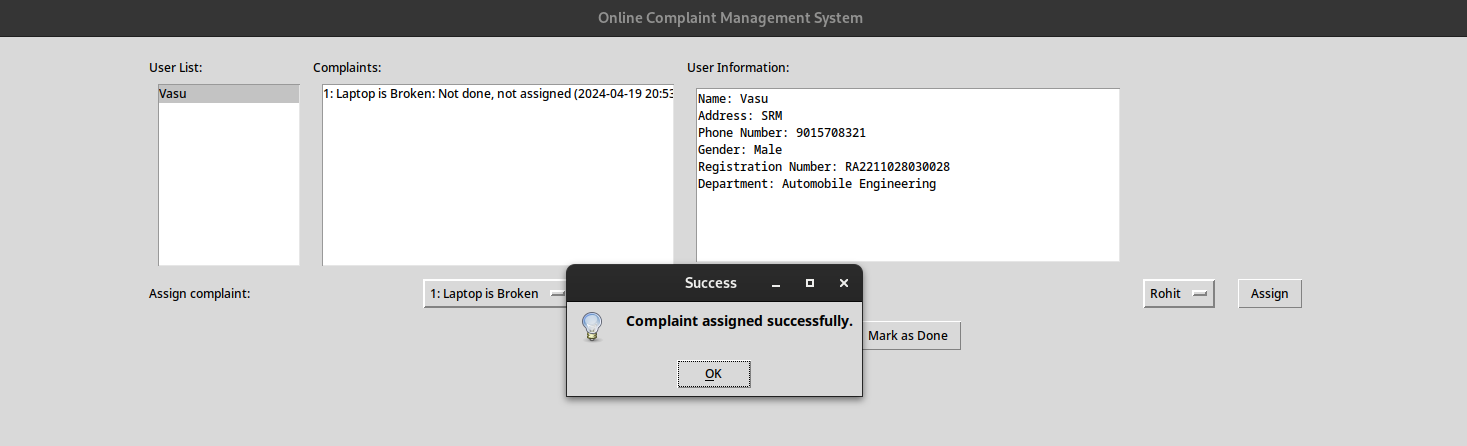 Online Complaint Management System
User List:
Complaints:
User Information:
Vasu
1: Laptop is Broken: Not done, not assigned (2024-04-19 20:53
Name: Vasu
Address: SRM
Phone Number: 9015708321
Gender: Male
Registration Number: RA2211028030028
Department: Automobile Engineering
Assign complaint:
1: Laptop is Broken
Rohit
Assign
Mark as Done
Success
Complaint assigned successfully.
OK